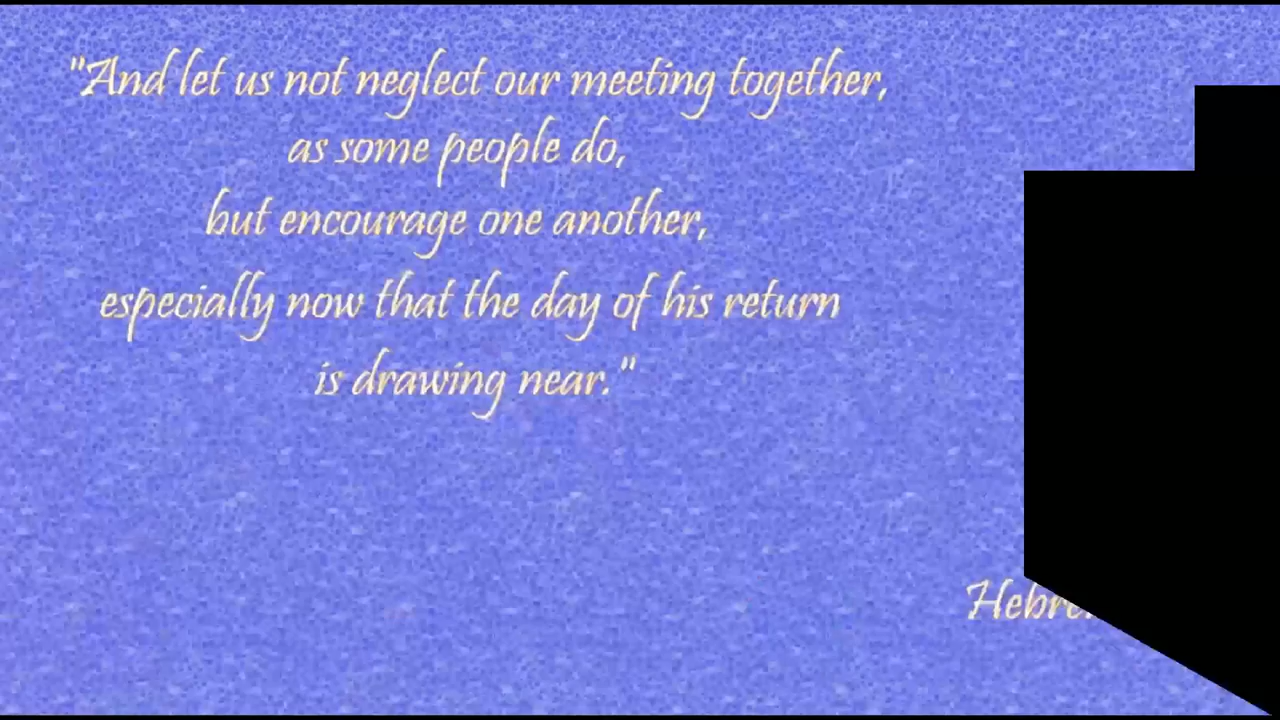 "And let us not neglect our meeting together,
as some people do,
but encourage one another,
especially now that the day of his return
is drawing near."